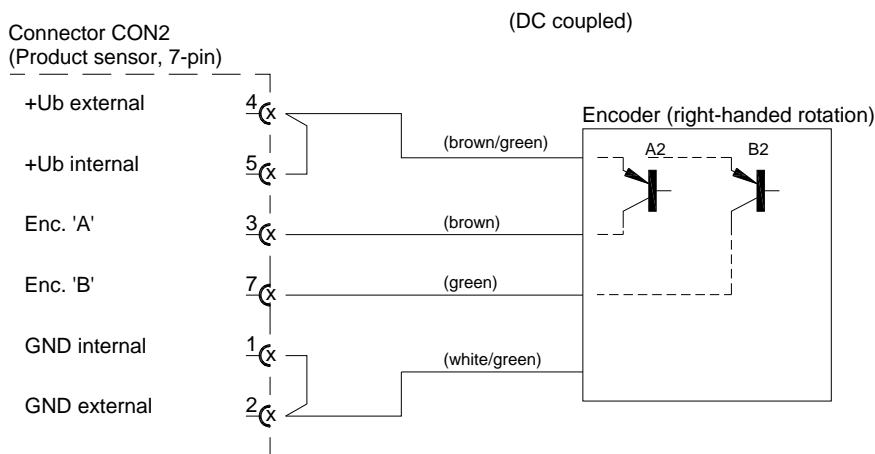 (DC coupled)
Connector CON2
(Product sensor, 7-pin)
+Ub external
4
X
Encoder (right-handed rotation)
(brown/green)
A2
B2
+Ub internal
5
X
Enc. 'A'
3
X
(brown)
Enc. 'B'
7
X
(green)
GND internal
1
X
(white/green)
GND external
2
X